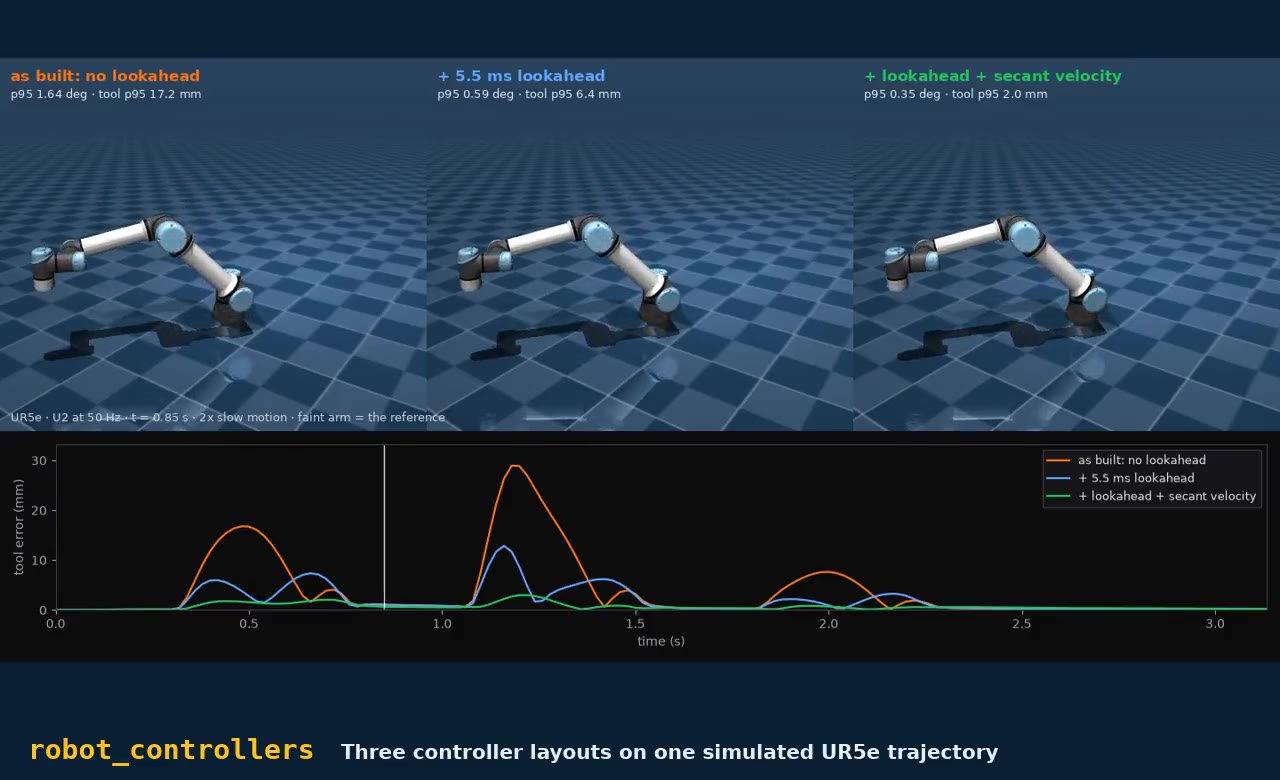 as built: no lookahead
p95 1.64 deg · tool p95 17.2 mm
+ 5.5 ms lookahead
p95 0.59 deg · tool p95 6.4 mm
+ lookahead + secant velocity
p95 0.35 deg · tool p95 2.0 mm
UR5e · U2 at 50 Hz · t = 0.85 s · 2x slow motion · faint arm = the reference
tool error (mm)
30
20
10
0
as built: no lookahead
+ 5.5 ms lookahead
+ lookahead + secant velocity
0.0 0.5 1.0 1.5 2.0 2.5 3.0
time (s)
robot_controllers Three controller layouts on one simulated UR5e trajectory